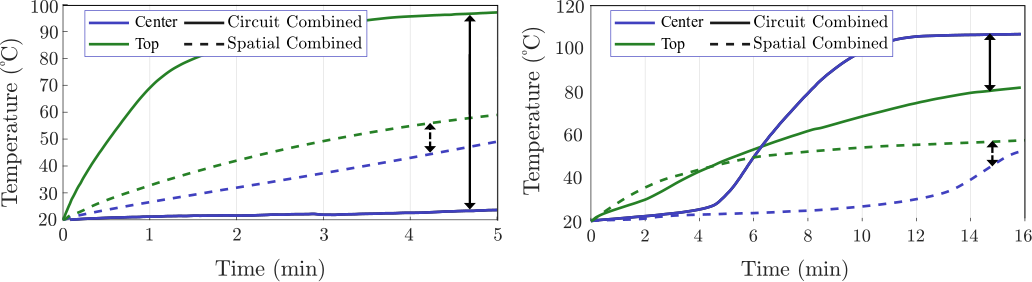 100
90
80
70
60
50
40
30
20
Temperature (°C)
Center Circuit Combined
Top Spatial Combined
0 1 2 3 4 5
Time (min)
120
100
80
60
40
20
Temperature (°C)
Center Circuit Combined
Top Spatial Combined
0 2 4 6 8 10 12 14 16
Time (min)